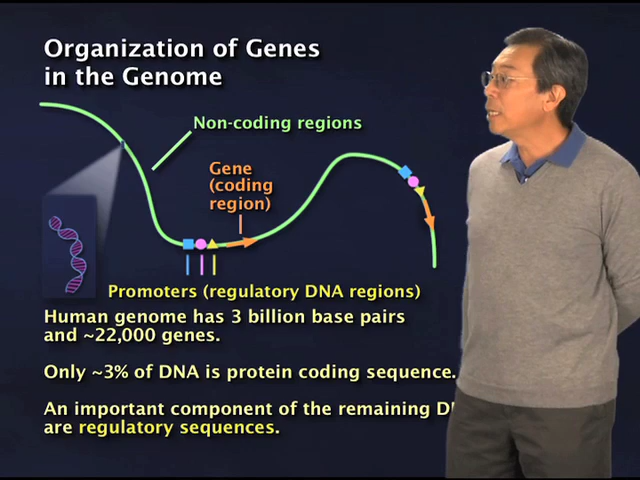 Organization of Genes
in the Genome
Non-coding regions
Gene
(coding
region)
Promoters (regulatory DNA regions)
Human genome has 3 billion base pairs
and ~22,000 genes.
Only ~3% of DNA is protein coding sequence.
An important component of the remaining
are regulatory sequences.